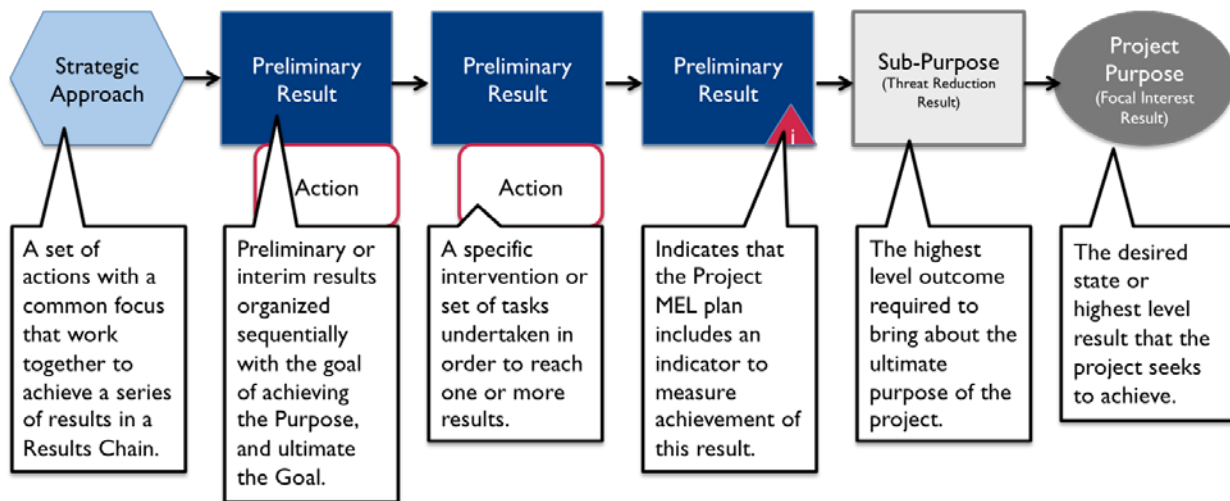 Strategic
Approach
Preliminary
Result
Preliminary
Result
Preliminary
Result
i
Sub-Purpose
(Threat Reduction
Result)
Project
Purpose
(Focal Interest
Result)
Action
Action
A set of
actions with a
common focus
that work
together to
achieve a series
of results in a
Results Chain.
Preliminary or
interim results
organized
sequentially
with the goal
of achieving
the Purpose,
and ultimate
the Goal.
A specific
intervention or
set of tasks
undertaken in
order to reach
one or more
results.
Indicates that
the Project
MEL plan
includes an
indicator to
measure
achievement of
this result.
The highest
level outcome
required to
bring about the
ultimate
purpose of the
project.
The desired
state or
highest level
result that the
project seeks
to achieve.